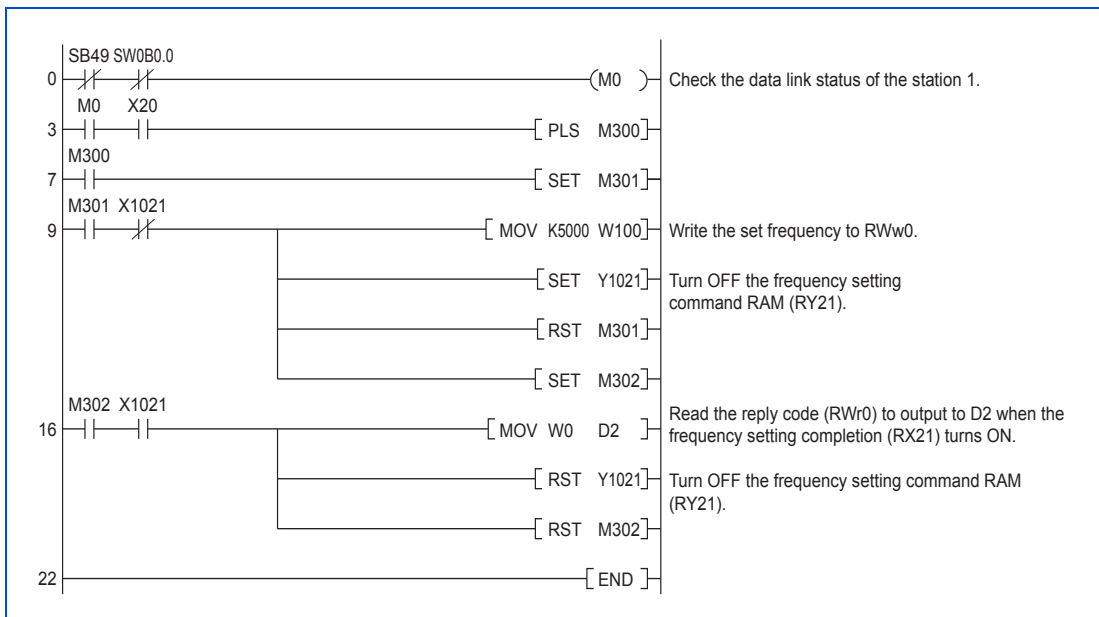 SB49 SW0B0.0
0 (M0 ) Check the data link status of the station 1.
M0 X20
3 [ PLS M300]
M300
7 [ SET M301]
M301 X1021
9 [ MOV K5000 W100] Write the set frequency to RWw0.
[ SET Y1021] Turn OFF the frequency setting
command RAM (RY21).
[ RST M301]
[ SET M302]
M302 X1021
16 [ MOV W0 D2 ] Read the reply code (RWr0) to output to D2 when the
frequency setting completion (RX21) turns ON.
[ RST Y1021] Turn OFF the frequency setting command RAM
(RY21).
[ RST M302]
22 [ END ]